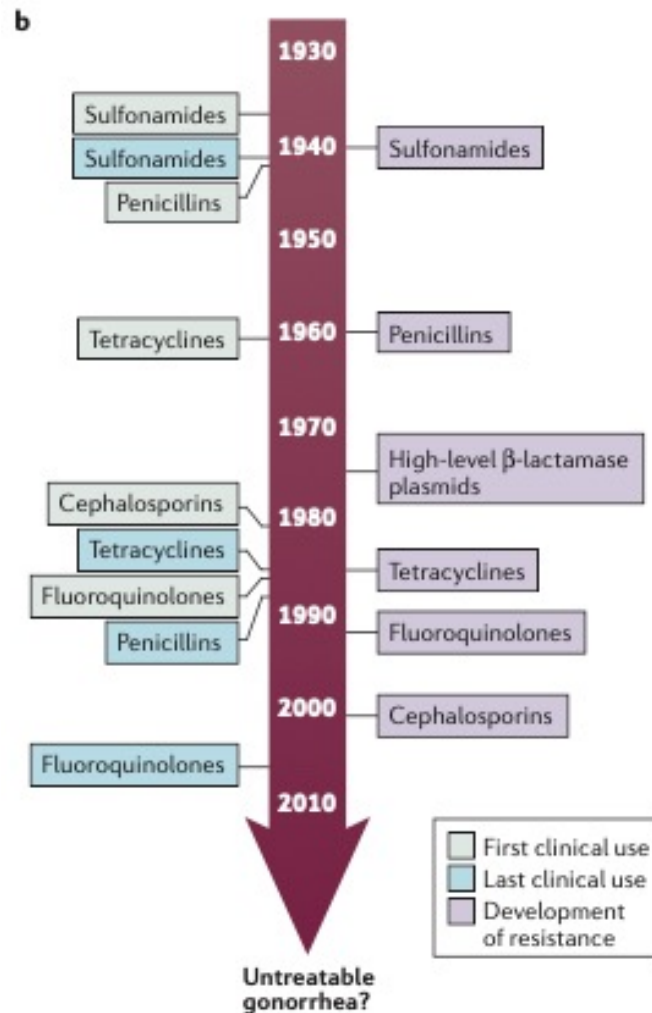 b
1930
Sulfonamides
1940
Sulfonamides
Sulfonamides
Penicillins
1950
Tetracyclines
1960
Penicillins
1970
High-level β-lactamase
plasmids
Cephalosporins
1980
Tetracyclines
Tetracyclines
Fluoroquinolones
1990
Fluoroquinolones
Penicillins
2000
Cephalosporins
Fluoroquinolones
2010
First clinical use
Last clinical use
Development
of resistance
Untreatable
gonorrhea?